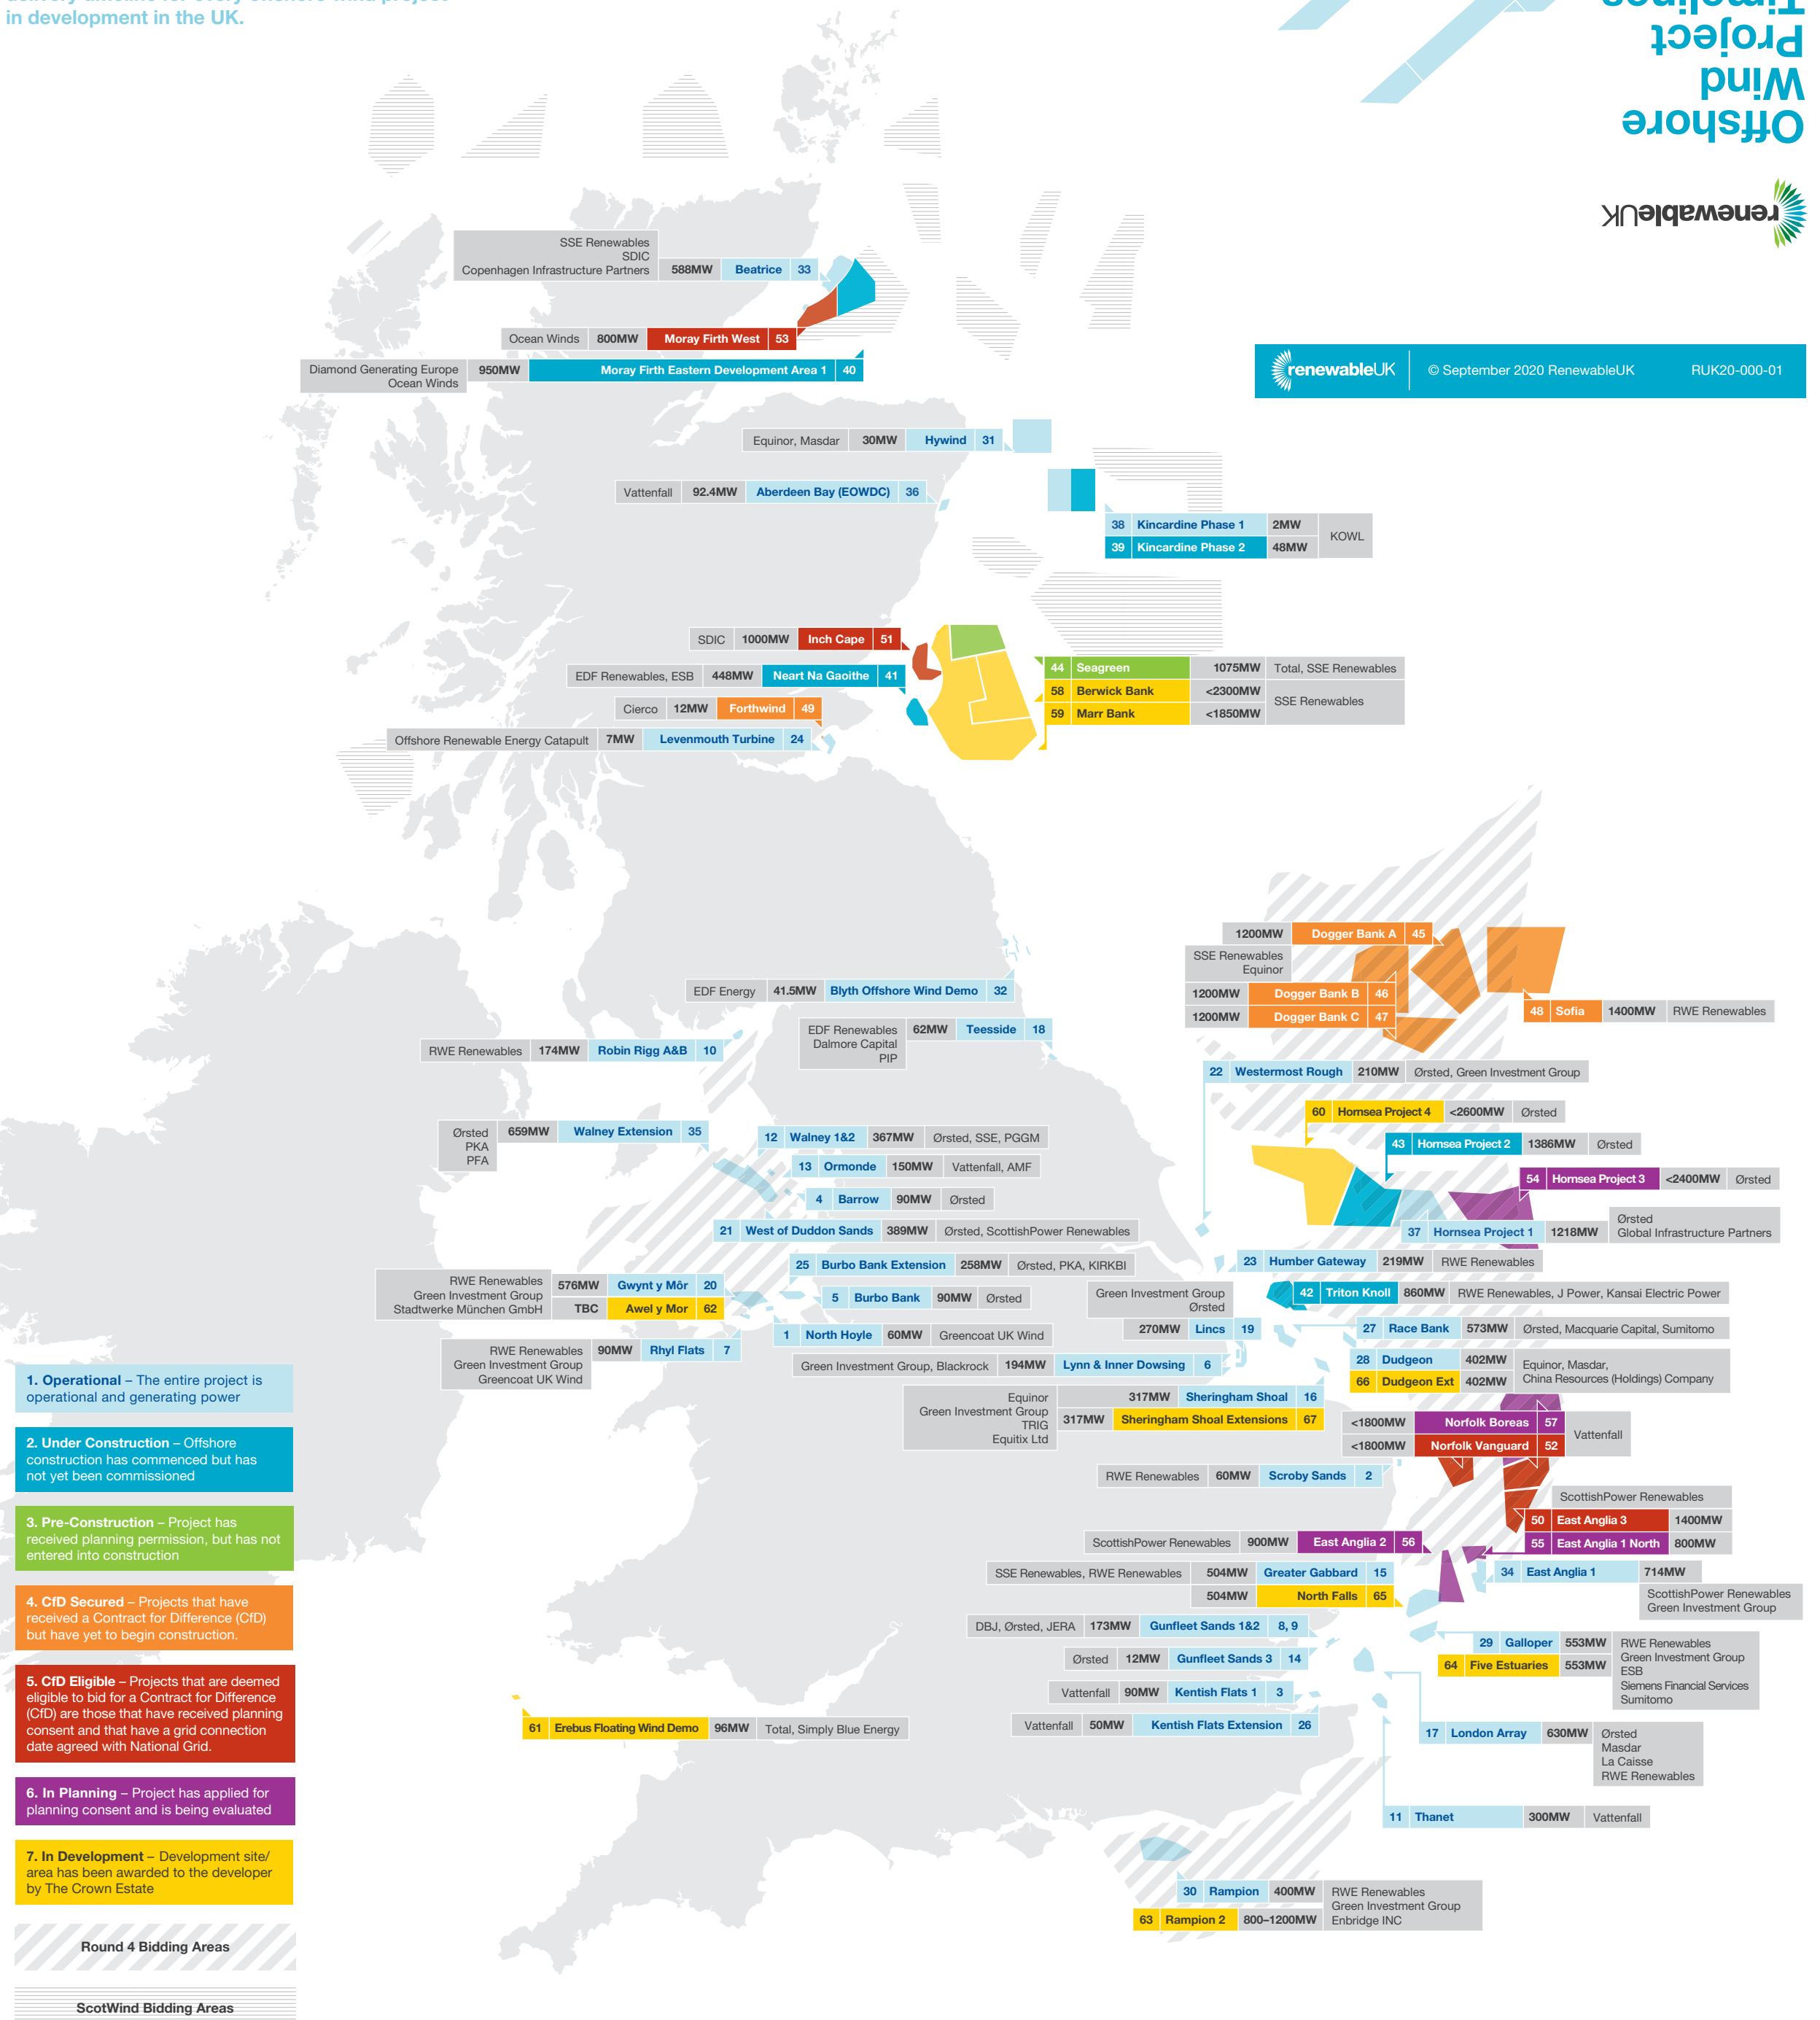 in development in the UK.
Offshore
Wind
Project
Timelines
renewableUK
SSE Renewables
SDIC
Copenhagen Infrastructure Partners 588MW Beatrice 33
Ocean Winds 800MW Moray Firth West 53
Diamond Generating Europe
Ocean Winds
950MW Moray Firth Eastern Development Area 1 40
renewableUK © September 2020 RenewableUK RUK20-000-01
Equinor, Masdar 30MW Hywind 31
Vattenfall 92.4MW Aberdeen Bay (EOWDC) 36
38 Kincardine Phase 1 2MW
39 Kincardine Phase 2 48MW
KOWL
SDIC 1000MW Inch Cape 51
EDF Renewables, ESB 448MW Neart Na Gaoithe 41
Cierco 12MW Forthwind 49
Offshore Renewable Energy Catapult 7MW Levenmouth Turbine 24
44 Seagreen 1075MW Total, SSE Renewables
58 Berwick Bank <2300MW
59 Marr Bank <1850MW
SSE Renewables
1200MW Dogger Bank A 45
SSE Renewables
Equinor
1200MW Dogger Bank B 46
1200MW Dogger Bank C 47
48 Sofia 1400MW RWE Renewables
EDF Energy 41.5MW Blyth Offshore Wind Demo 32
EDF Renewables
Dalmore Capital
PIP
62MW Teesside 18
RWE Renewables 174MW Robin Rigg A&B 10
22 Westermost Rough 210MW Ørsted, Green Investment Group
60 Hornsea Project 4 <2600MW Ørsted
43 Hornsea Project 2 1386MW Ørsted
54 Hornsea Project 3 <2400MW Ørsted
37 Hornsea Project 1 1218MW
Ørsted
Global Infrastructure Partners
Ørsted
PKA
PFA
659MW Walney Extension 35
12 Walney 1&2 367MW Ørsted, SSE, PGGM
13 Ormonde 150MW Vattenfall, AMF
4 Barrow 90MW Ørsted
21 West of Duddon Sands 389MW Ørsted, ScottishPower Renewables
25 Burbo Bank Extension 258MW Ørsted, PKA, KIRKBI
5 Burbo Bank 90MW Ørsted
1 North Hoyle 60MW Greencoat UK Wind
RWE Renewables
Green Investment Group
Stadtwerke München GmbH
576MW Gwynt y Môr 20
TBC Awel y Mor 62
RWE Renewables
Green Investment Group
Greencoat UK Wind
90MW Rhyl Flats 7
23 Humber Gateway 219MW RWE Renewables
42 Triton Knoll 860MW RWE Renewables, J Power, Kansai Electric Power
Green Investment Group
Ørsted
270MW Lincs 19
27 Race Bank 573MW Ørsted, Macquarie Capital, Sumitomo
Green Investment Group, Blackrock 194MW Lynn & Inner Dowsing 6
28 Dudgeon 402MW
66 Dudgeon Ext 402MW
Equinor, Masdar,
China Resources (Holdings) Company
Equinor
Green Investment Group
TRIG
Equitix Ltd
317MW Sheringham Shoal 16
317MW Sheringham Shoal Extensions 67
<1800MW Norfolk Boreas 57
<1800MW Norfolk Vanguard 52
Vattenfall
RWE Renewables 60MW Scroby Sands 2
ScottishPower Renewables
50 East Anglia 3 1400MW
55 East Anglia 1 North 800MW
ScottishPower Renewables 900MW East Anglia 2 56
34 East Anglia 1 714MW
ScottishPower Renewables
Green Investment Group
SSE Renewables, RWE Renewables 504MW Greater Gabbard 15
504MW North Falls 65
DBJ, Ørsted, JERA 173MW Gunfleet Sands 1&2 8, 9
Ørsted 12MW Gunfleet Sands 3 14
Vattenfall 90MW Kentish Flats 1 3
Vattenfall 50MW Kentish Flats Extension 26
29 Galloper 553MW
64 Five Estuaries 553MW
RWE Renewables
Green Investment Group
ESB
Siemens Financial Services
Sumitomo
17 London Array 630MW
Ørsted
Masdar
La Caisse
RWE Renewables
11 Thanet 300MW Vattenfall
61 Erebus Floating Wind Demo 96MW Total, Simply Blue Energy
30 Rampion 400MW
63 Rampion 2 800–1200MW
RWE Renewables
Green Investment Group
Enbridge INC
1. Operational – The entire project is
operational and generating power
2. Under Construction – Offshore
construction has commenced but has
not yet been commissioned
3. Pre-Construction – Project has
received planning permission, but has not
entered into construction
4. CfD Secured – Projects that have
received a Contract for Difference (CfD)
but have yet to begin construction.
5. CfD Eligible – Projects that are deemed
eligible to bid for a Contract for Difference
(CfD) are those that have received planning
consent and that have a grid connection
date agreed with National Grid.
6. In Planning – Project has applied for
planning consent and is being evaluated
7. In Development – Development site/
area has been awarded to the developer
by The Crown Estate
Round 4 Bidding Areas
ScotWind Bidding Areas